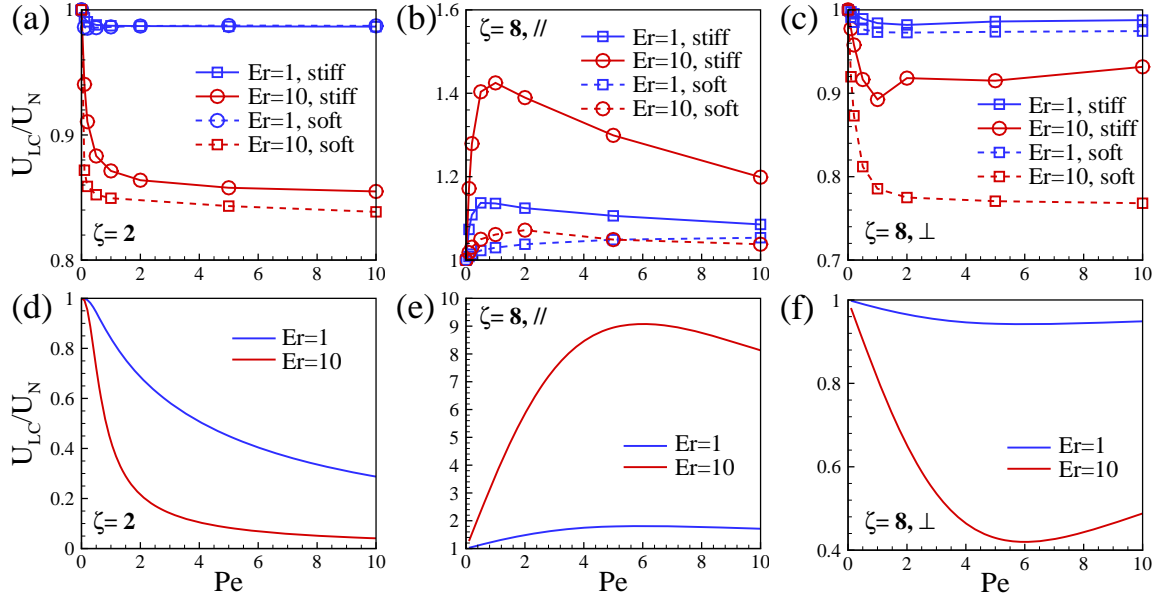 (a)
U_LC/U_N
1
0.9
0.8
0 2 4 6 8 10
Er=1, stiff
Er=10, stiff
Er=1, soft
Er=10, soft
ζ= 2
(b)
1.6
1.4
1.2
1
0 2 4 6 8 10
ζ= 8, //
Er=1, stiff
Er=10, stiff
Er=1, soft
Er=10, soft
(c)
1
0.9
0.8
0.7
0 2 4 6 8 10
Er=1, stiff
Er=10, stiff
Er=1, soft
Er=10, soft
ζ= 8, ⊥
(d)
U_LC/U_N
1
0.8
0.6
0.4
0.2
0
0 2 4 6 8 10
Er=1
Er=10
ζ= 2
Pe
(e)
10
9
8
7
6
5
4
3
2
1
0 2 4 6 8 10
ζ= 8, //
Er=1
Er=10
Pe
(f)
1
0.8
0.6
0.4
0 2 4 6 8 10
Er=1
Er=10
ζ= 8, ⊥
Pe